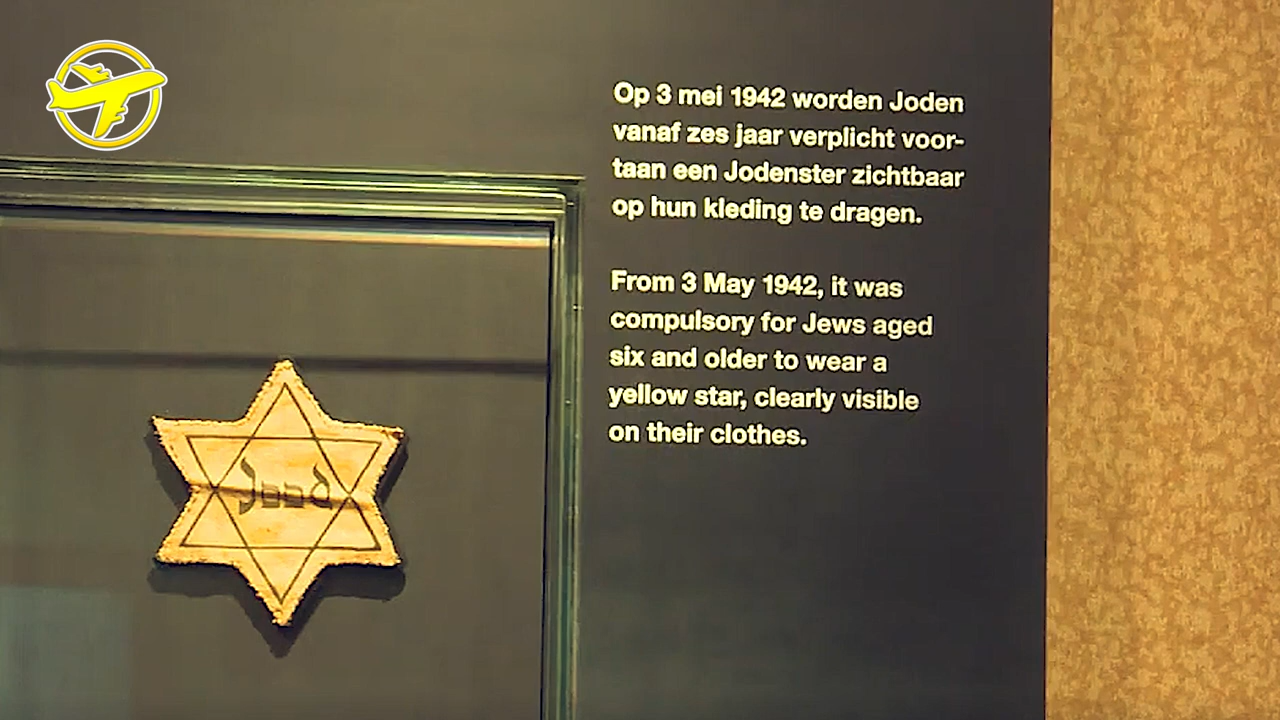 Op 3 mei 1942 worden Joden
vanaf zes jaar verplicht voor-
taan een Jodenster zichtbaar
op hun kleding te dragen.
From 3 May 1942, it was
compulsory for Jews aged
six and older to wear a
yellow star, clearly visible
on their clothes.
Jood